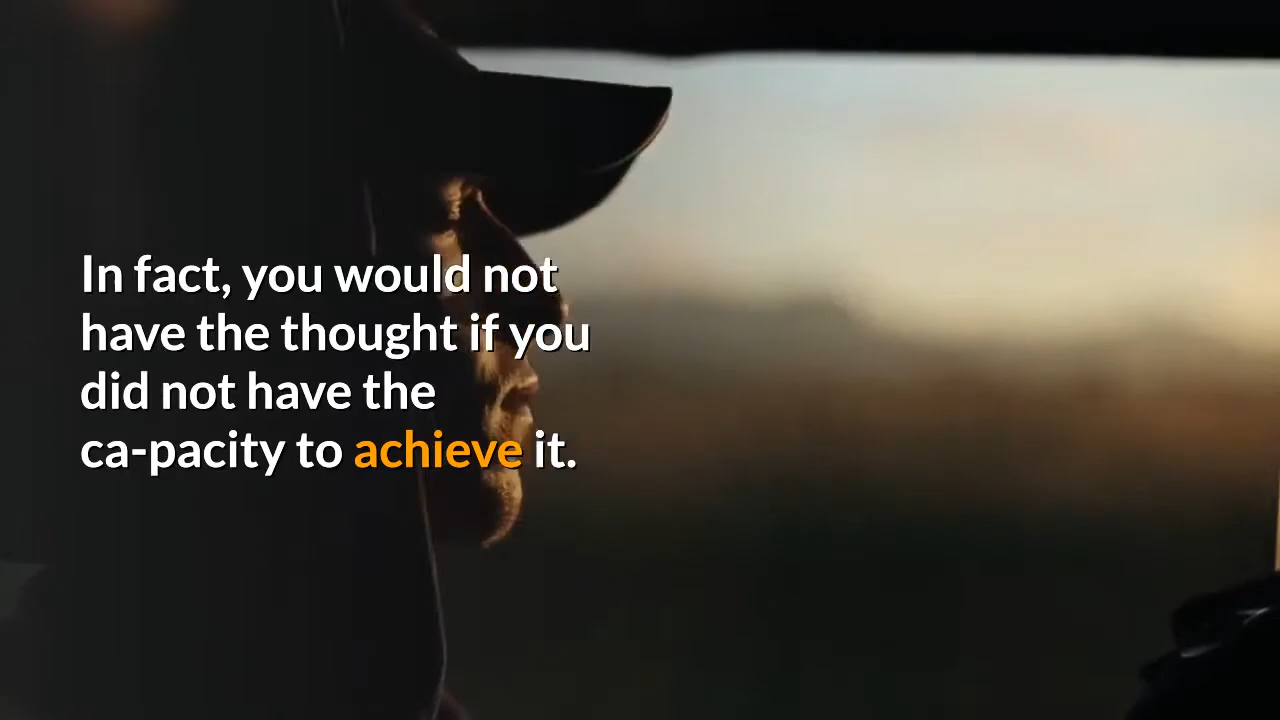 In fact, you would not
have the thought if you
did not have the
ca-pacity to achieve it.